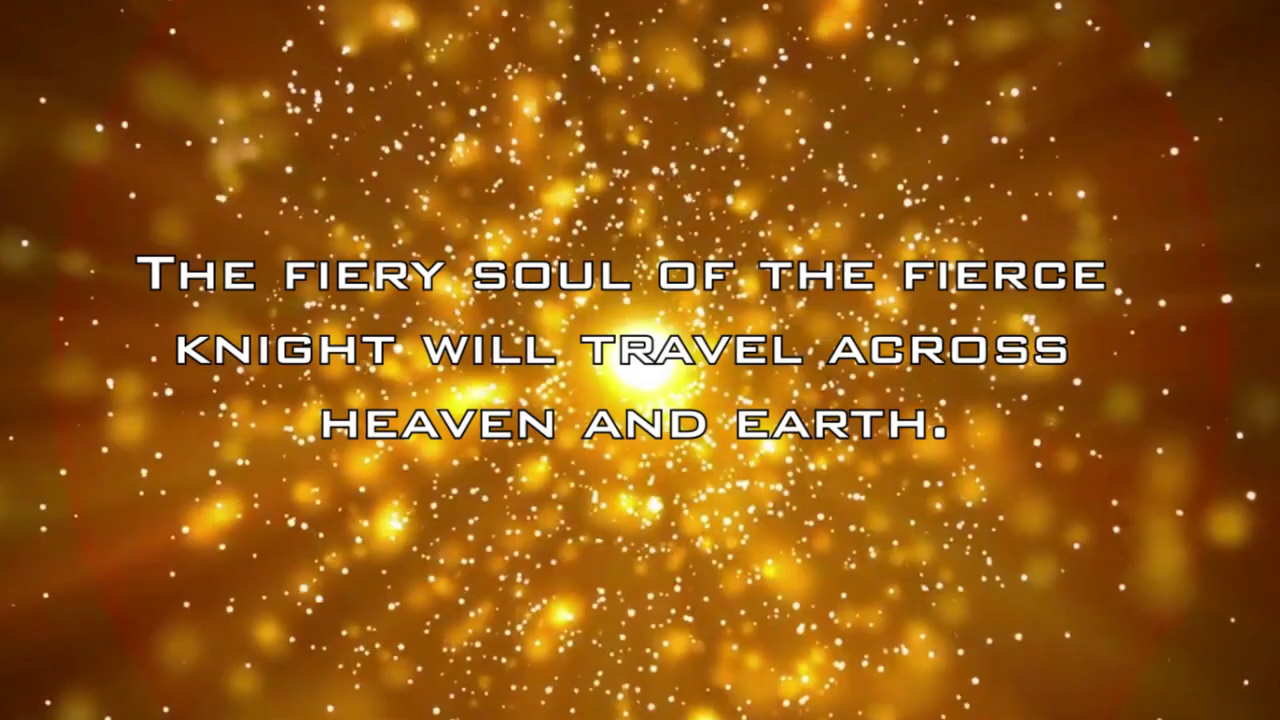 The fiery soul of the fierce
knight will travel across
heaven and earth.